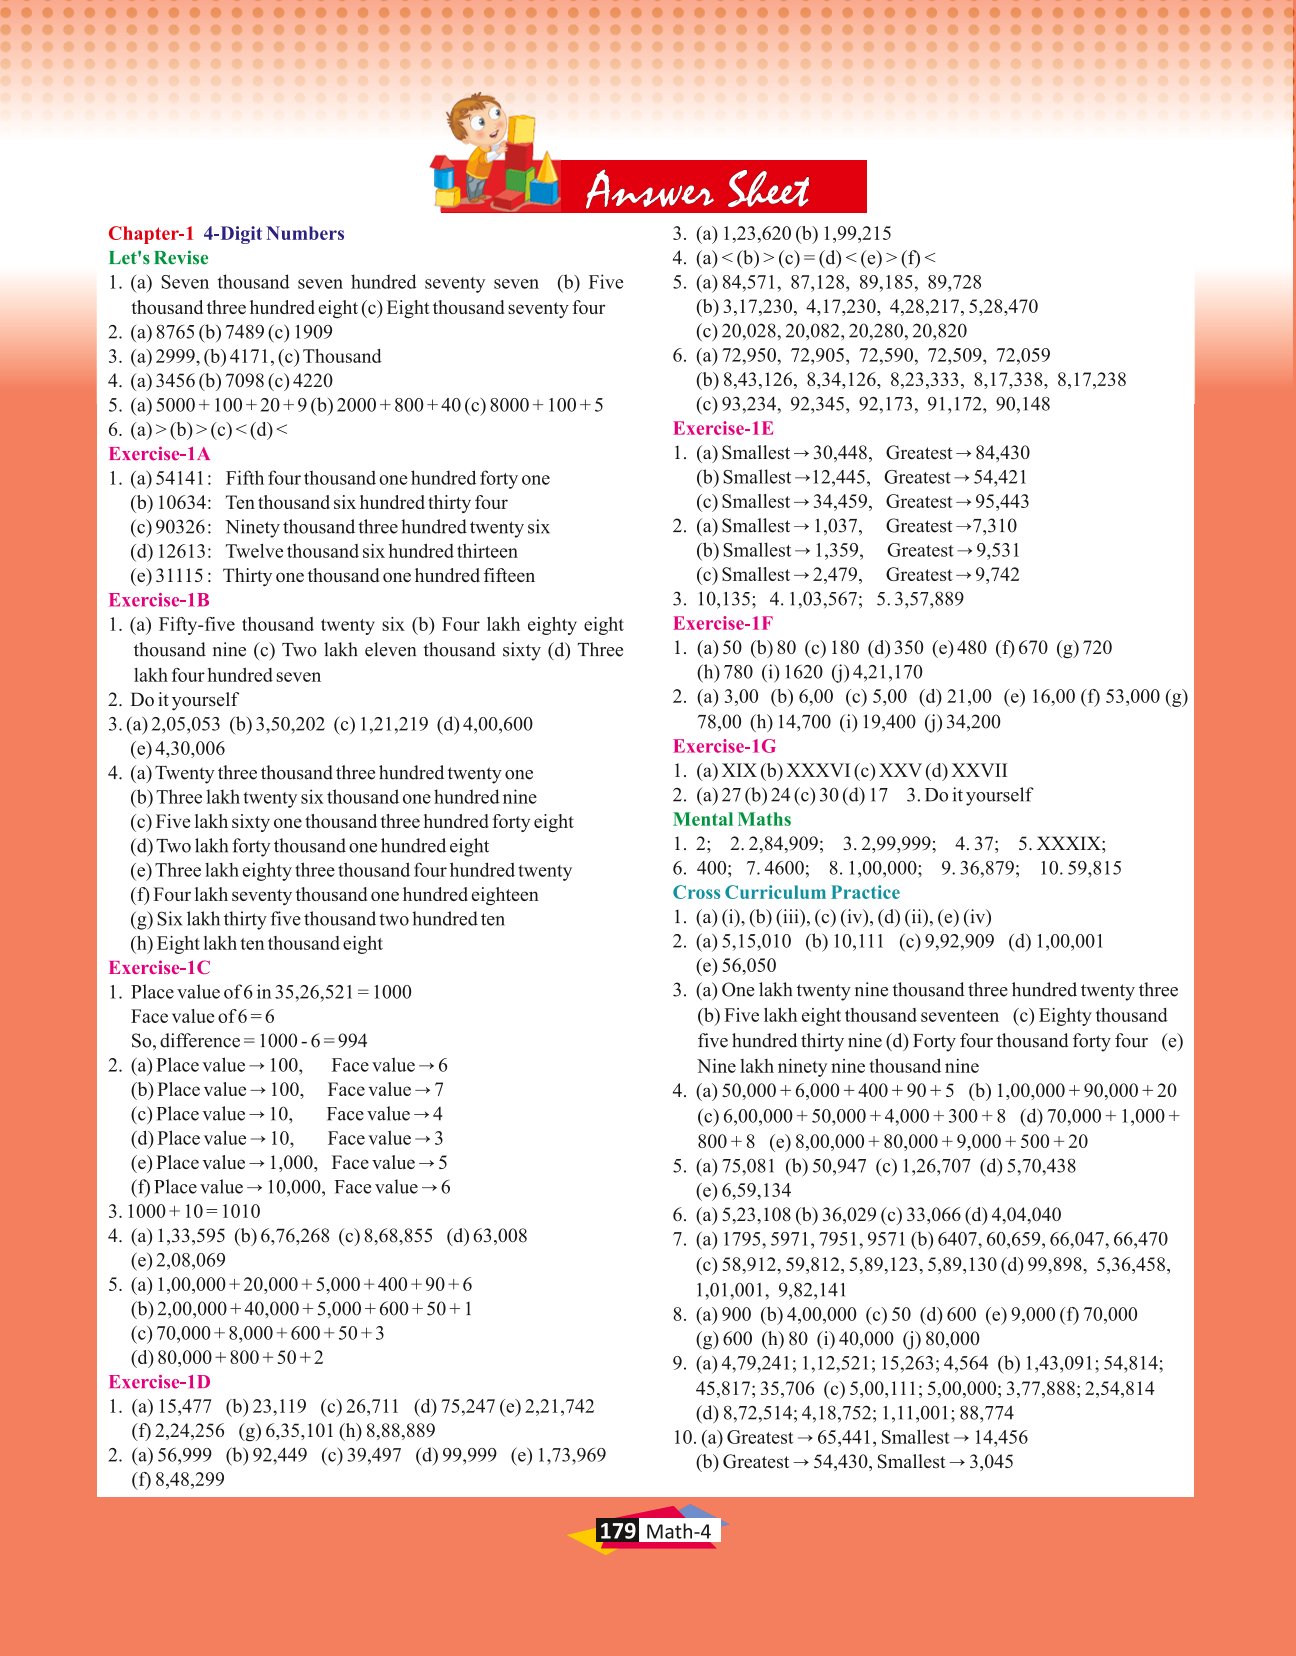 Answer Sheet
Chapter-1 4-Digit Numbers
Let's Revise
1. (a) Seven thousand seven hundred seventy seven (b) Five
thousand three hundred eight (c) Eight thousand seventy four
2. (a) 8765 (b) 7489 (c) 1909
3. (a) 2999, (b) 4171, (c) Thousand
4. (a) 3456 (b) 7098 (c) 4220
5. (a) 5000 + 100 + 20 + 9 (b) 2000 + 800 + 40 (c) 8000 + 100 + 5
6. (a) > (b) > (c) < (d) <
Exercise-1A
1. (a) 54141: Fifth four thousand one hundred forty one
(b) 10634: Ten thousand six hundred thirty four
(c) 90326: Ninety thousand three hundred twenty six
(d) 12613: Twelve thousand six hundred thirteen
(e) 31115 : Thirty one thousand one hundred fifteen
Exercise-1B
1. (a) Fifty-five thousand twenty six (b) Four lakh eighty eight
thousand nine (c) Two lakh eleven thousand sixty (d) Three
lakh four hundred seven
2. Do it yourself
3. (a) 2,05,053 (b) 3,50,202 (c) 1,21,219 (d) 4,00,600
(e) 4,30,006
4. (a) Twenty three thousand three hundred twenty one
(b) Three lakh twenty six thousand one hundred nine
(c) Five lakh sixty one thousand three hundred forty eight
(d) Two lakh forty thousand one hundred eight
(e) Three lakh eighty three thousand four hundred twenty
(f) Four lakh seventy thousand one hundred eighteen
(g) Six lakh thirty five thousand two hundred ten
(h) Eight lakh ten thousand eight
Exercise-1C
1. Place value of 6 in 35,26,521 = 1000
Face value of 6 = 6
So, difference = 1000 - 6 = 994
2. (a) Place value → 100, Face value → 6
(b) Place value → 100, Face value → 7
(c) Place value → 10, Face value → 4
(d) Place value → 10, Face value → 3
(e) Place value → 1,000, Face value → 5
(f) Place value → 10,000, Face value → 6
3. 1000 + 10 = 1010
4. (a) 1,33,595 (b) 6,76,268 (c) 8,68,855 (d) 63,008
(e) 2,08,069
5. (a) 1,00,000 + 20,000 + 5,000 + 400 + 90 + 6
(b) 2,00,000 + 40,000 + 5,000 + 600 + 50 + 1
(c) 70,000 + 8,000 + 600 + 50 + 3
(d) 80,000 + 800 + 50 + 2
Exercise-1D
1. (a) 15,477 (b) 23,119 (c) 26,711 (d) 75,247 (e) 2,21,742
(f) 2,24,256 (g) 6,35,101 (h) 8,88,889
2. (a) 56,999 (b) 92,449 (c) 39,497 (d) 99,999 (e) 1,73,969
(f) 8,48,299
3. (a) 1,23,620 (b) 1,99,215
4. (a) < (b) > (c) = (d) < (e) > (f) <
5. (a) 84,571, 87,128, 89,185, 89,728
(b) 3,17,230, 4,17,230, 4,28,217, 5,28,470
(c) 20,028, 20,082, 20,280, 20,820
6. (a) 72,950, 72,905, 72,590, 72,509, 72,059
(b) 8,43,126, 8,34,126, 8,23,333, 8,17,338, 8,17,238
(c) 93,234, 92,345, 92,173, 91,172, 90,148
Exercise-1E
1. (a) Smallest → 30,448, Greatest → 84,430
(b) Smallest →12,445, Greatest → 54,421
(c) Smallest → 34,459, Greatest → 95,443
2. (a) Smallest → 1,037, Greatest →7,310
(b) Smallest → 1,359, Greatest → 9,531
(c) Smallest → 2,479, Greatest → 9,742
3. 10,135; 4. 1,03,567; 5. 3,57,889
Exercise-1F
1. (a) 50 (b) 80 (c) 180 (d) 350 (e) 480 (f) 670 (g) 720
(h) 780 (i) 1620 (j) 4,21,170
2. (a) 3,00 (b) 6,00 (c) 5,00 (d) 21,00 (e) 16,00 (f) 53,000 (g)
78,00 (h) 14,700 (i) 19,400 (j) 34,200
Exercise-1G
1. (a) XIX (b) XXXVI (c) XXV (d) XXVII
2. (a) 27 (b) 24 (c) 30 (d) 17 3. Do it yourself
Mental Maths
1. 2; 2. 2,84,909; 3. 2,99,999; 4. 37; 5. XXXIX;
6. 400; 7. 4600; 8. 1,00,000; 9. 36,879; 10. 59,815
Cross Curriculum Practice
1. (a) (i), (b) (iii), (c) (iv), (d) (ii), (e) (iv)
2. (a) 5,15,010 (b) 10,111 (c) 9,92,909 (d) 1,00,001
(e) 56,050
3. (a) One lakh twenty nine thousand three hundred twenty three
(b) Five lakh eight thousand seventeen (c) Eighty thousand
five hundred thirty nine (d) Forty four thousand forty four (e)
Nine lakh ninety nine thousand nine
4. (a) 50,000 + 6,000 + 400 + 90 + 5 (b) 1,00,000 + 90,000 + 20
(c) 6,00,000 + 50,000 + 4,000 + 300 + 8 (d) 70,000 + 1,000 +
800 + 8 (e) 8,00,000 + 80,000 + 9,000 + 500 + 20
5. (a) 75,081 (b) 50,947 (c) 1,26,707 (d) 5,70,438
(e) 6,59,134
6. (a) 5,23,108 (b) 36,029 (c) 33,066 (d) 4,04,040
7. (a) 1795, 5971, 7951, 9571 (b) 6407, 60,659, 66,047, 66,470
(c) 58,912, 59,812, 5,89,123, 5,89,130 (d) 99,898, 5,36,458,
1,01,001, 9,82,141
8. (a) 900 (b) 4,00,000 (c) 50 (d) 600 (e) 9,000 (f) 70,000
(g) 600 (h) 80 (i) 40,000 (j) 80,000
9. (a) 4,79,241; 1,12,521; 15,263; 4,564 (b) 1,43,091; 54,814;
45,817; 35,706 (c) 5,00,111; 5,00,000; 3,77,888; 2,54,814
(d) 8,72,514; 4,18,752; 1,11,001; 88,774
10. (a) Greatest → 65,441, Smallest → 14,456
(b) Greatest → 54,430, Smallest → 3,045
179 Math-4